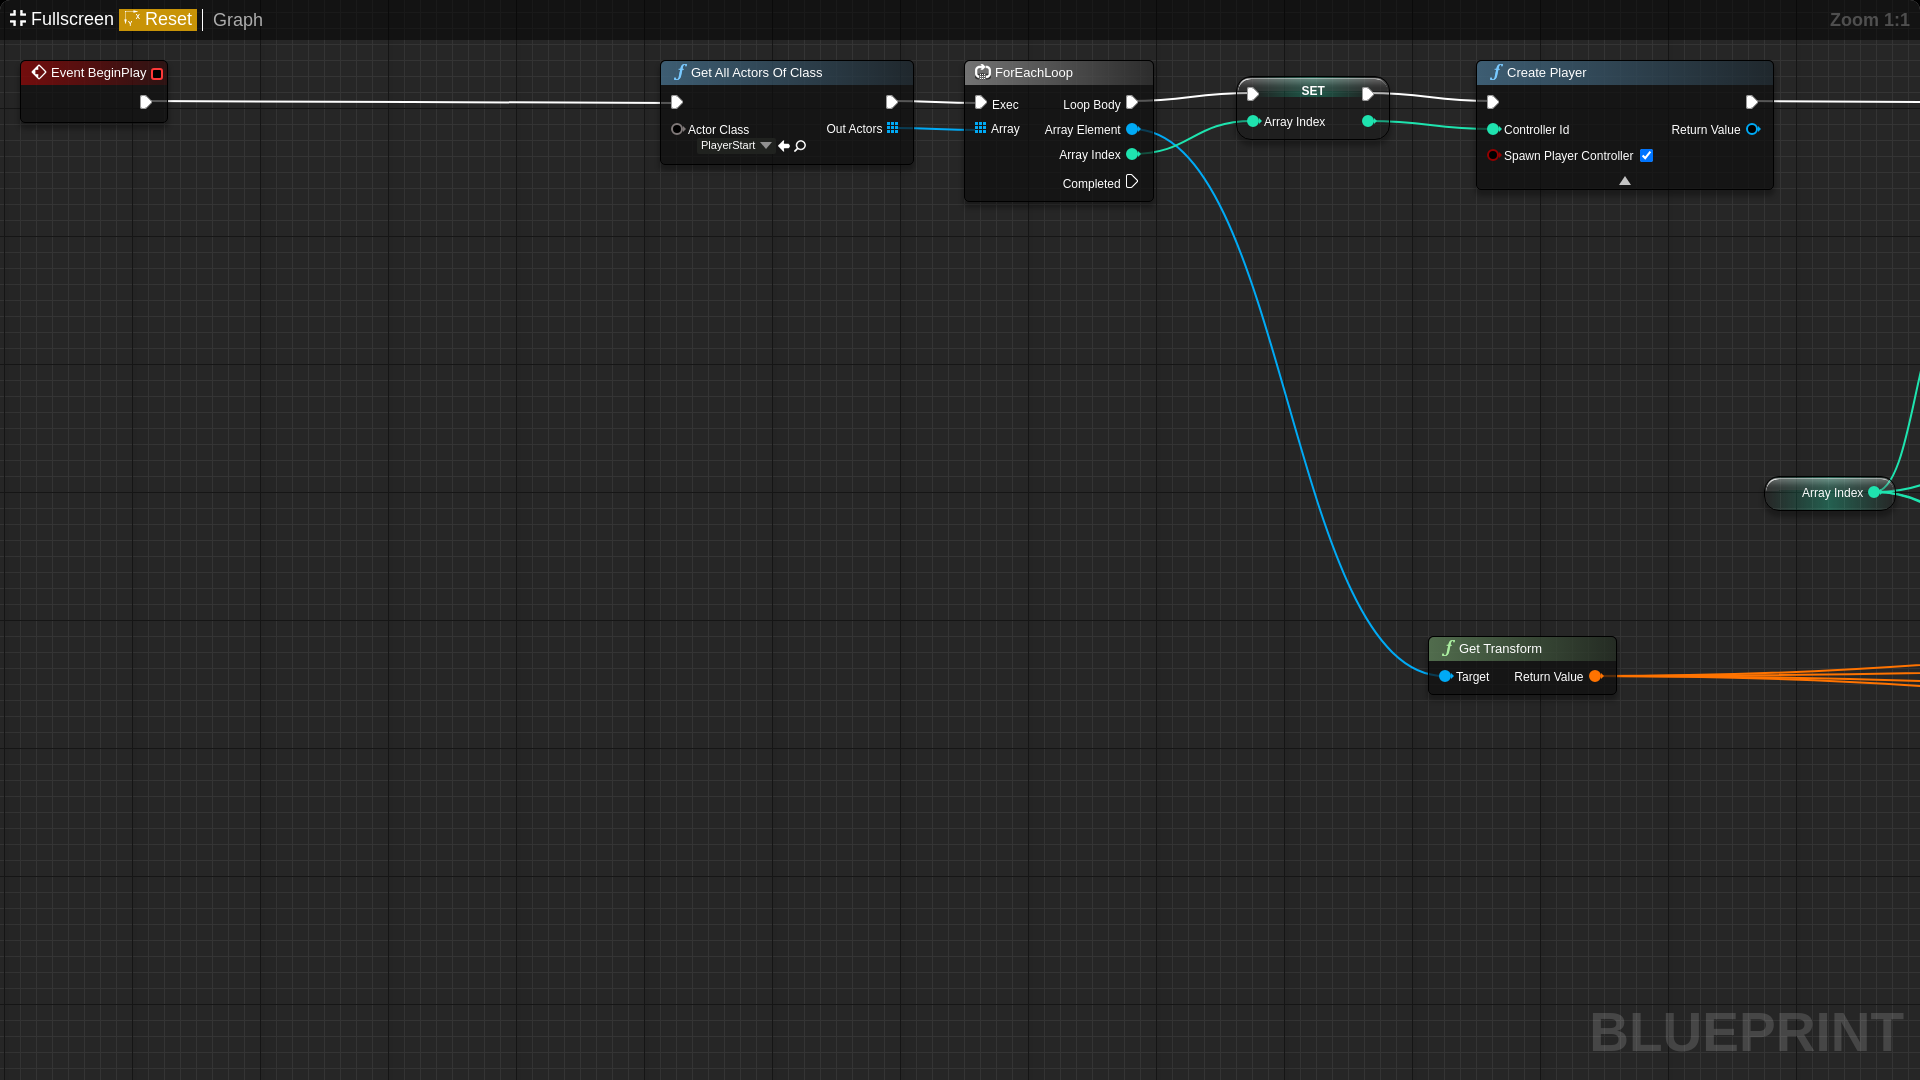 Fullscreen Reset Graph Zoom 1:1
Event BeginPlay
Get All Actors Of Class
Actor Class
PlayerStart
Out Actors
ForEachLoop
Exec
Array
Loop Body
Array Element
Array Index
Completed
SET
Array Index
Create Player
Controller Id
Spawn Player Controller
Return Value
Array Index
Get Transform
Target
Return Value
BLUEPRINT